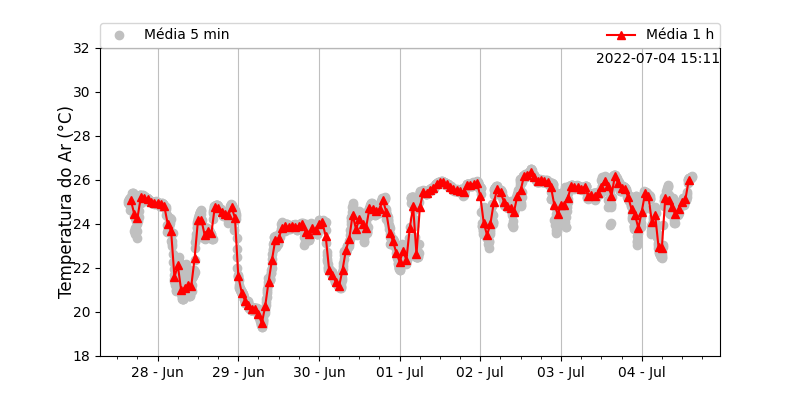 Média 5 min
Média 1 h
2022-07-04 15:11
Temperatura do Ar (°C)
32
30
28
26
24
22
20
18
28 - Jun
29 - Jun
30 - Jun
01 - Jul
02 - Jul
03 - Jul
04 - Jul